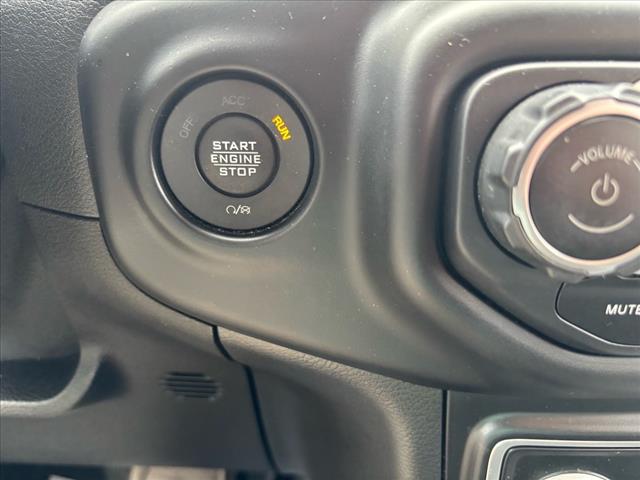 OFF
ACC
RUN
START
ENGINE
STOP
VOLUME
MUTE